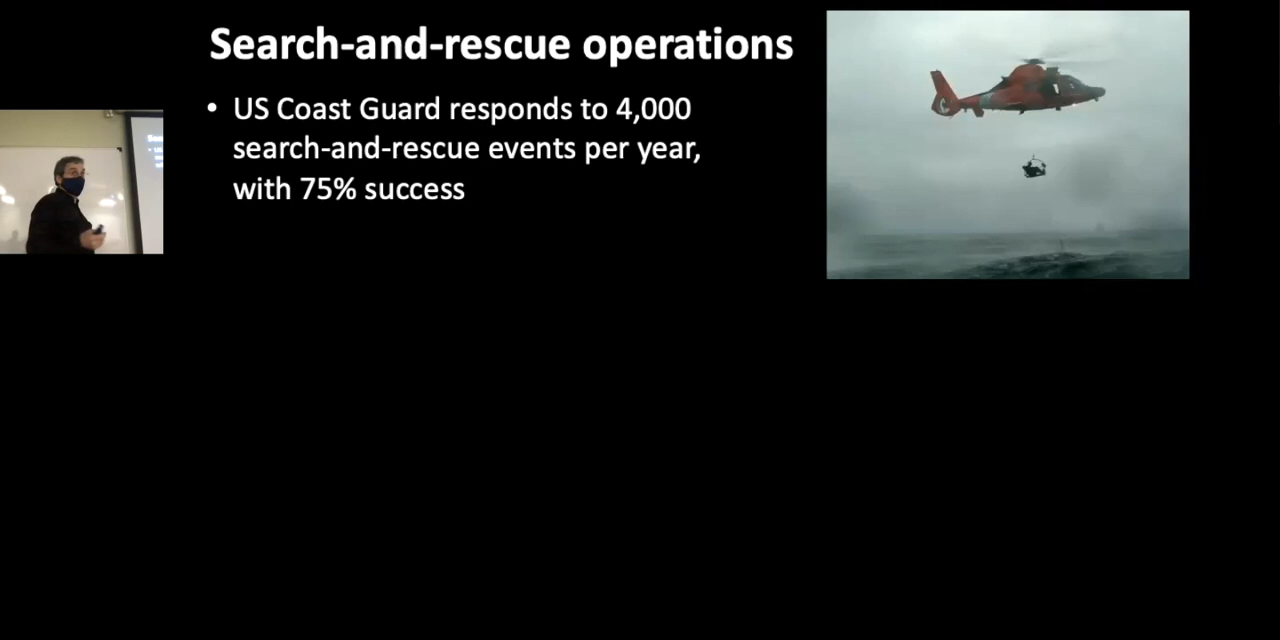 Search-and-rescue operations
• US Coast Guard responds to 4,000
search-and-rescue events per year,
with 75% success